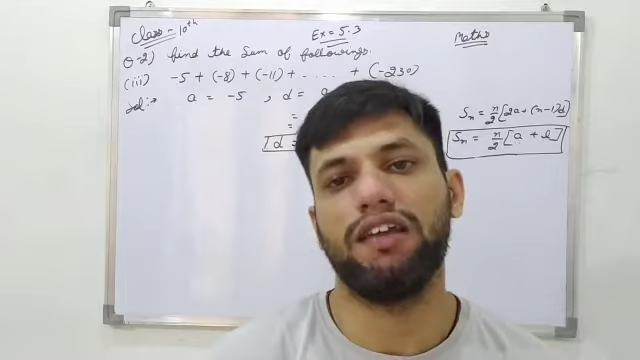 Class - 10th
Ex = 5.3
Maths
Q-2) find the sum of followings.
(iii) -5 + (-8) + (-11) + ..... + (-230)
Sol:→ a = -5 , d = a
=
=
d =
Sn = n/2 [2a + (n-1)d]
Sn = n/2 [a + l]